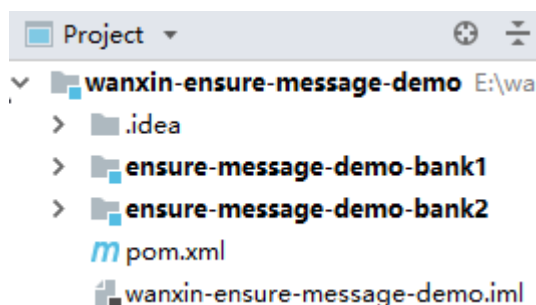 Project
wanxin-ensure-message-demo E:\wa
.idea
ensure-message-demo-bank1
ensure-message-demo-bank2
m pom.xml
wanxin-ensure-message-demo.iml